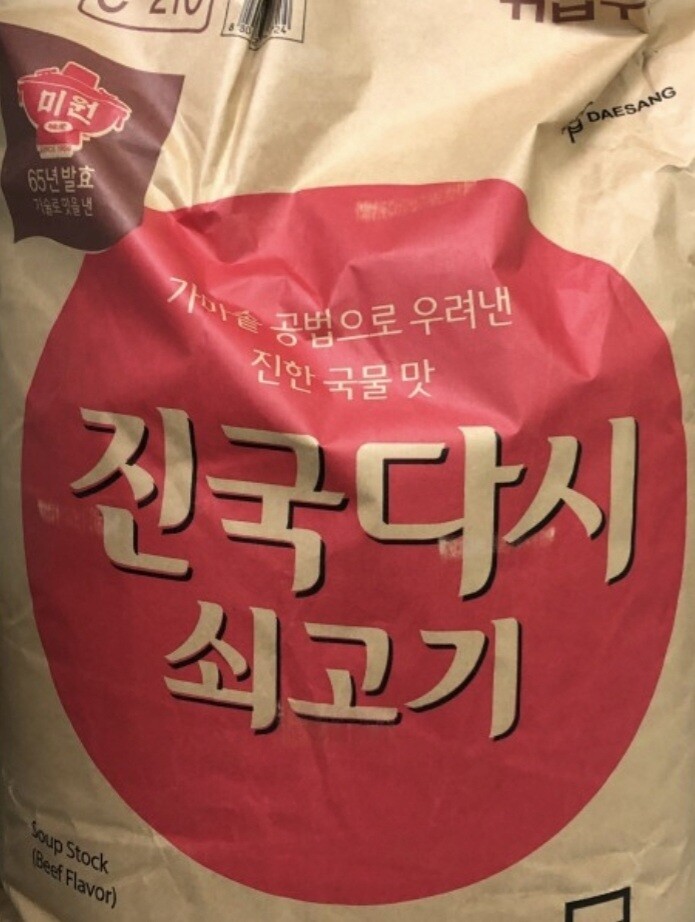 미원
65년 발효
기술로 맛을 낸
DAESANG
가마솥 공법으로 우려낸
진한 국물 맛
진국다시
쇠고기
Soup Stock
(Beef Flavor)